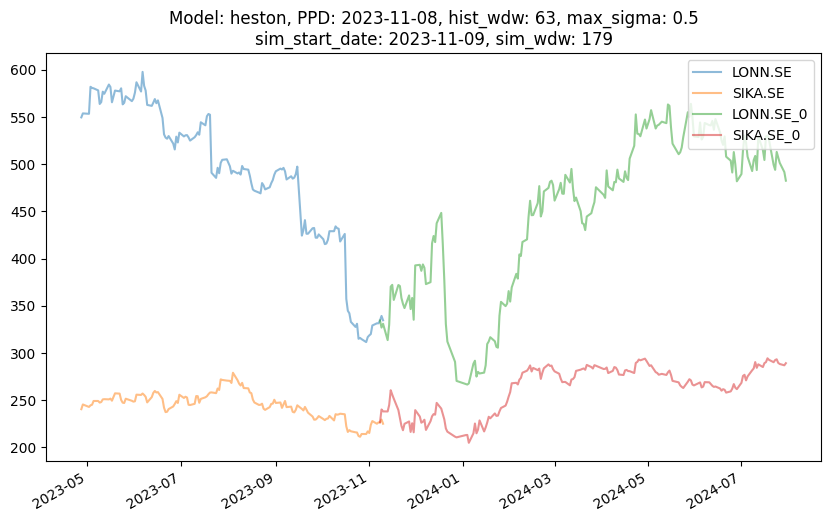 Model: heston, PPD: 2023-11-08, hist_wdw: 63, max_sigma: 0.5
sim_start_date: 2023-11-09, sim_wdw: 179
LONN.SE
SIKA.SE
LONN.SE_0
SIKA.SE_0
600
550
500
450
400
350
300
250
200
2023-05
2023-07
2023-09
2023-11
2024-01
2024-03
2024-05
2024-07